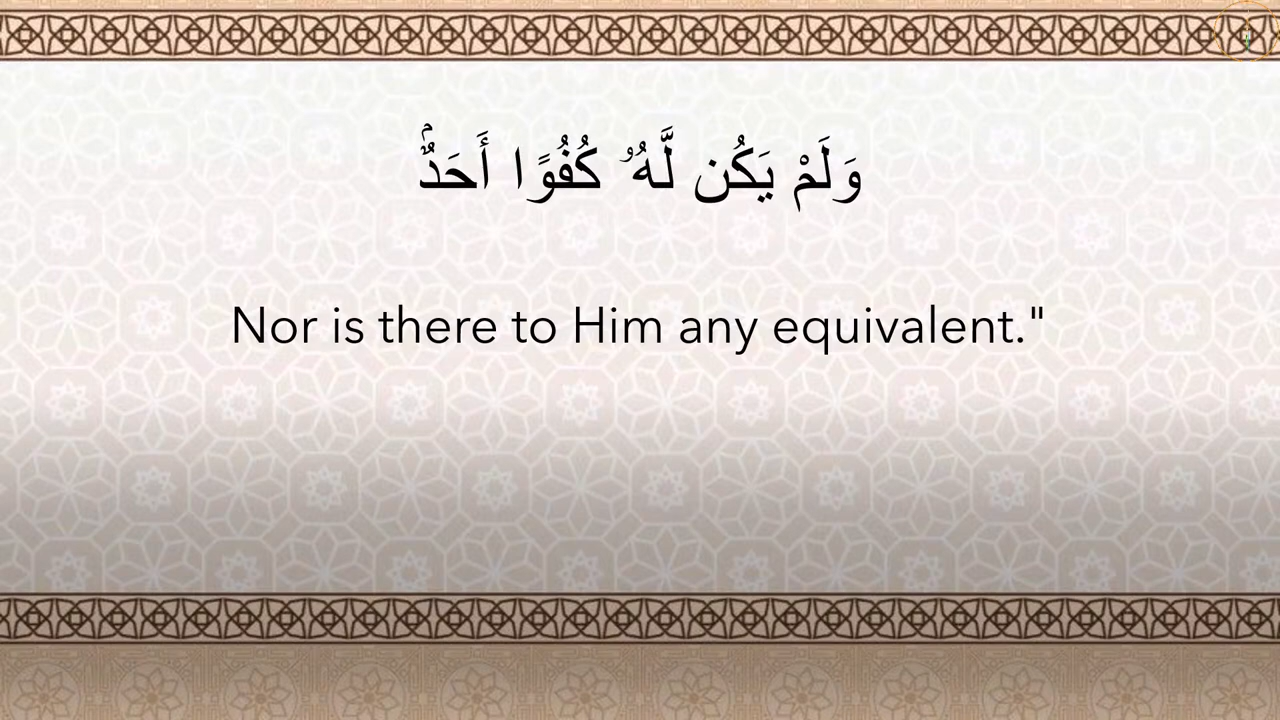 وَلَمْ يَكُن لَّهُۥ كُفُوًا أَحَدٌۢ
Nor is there to Him any equivalent."